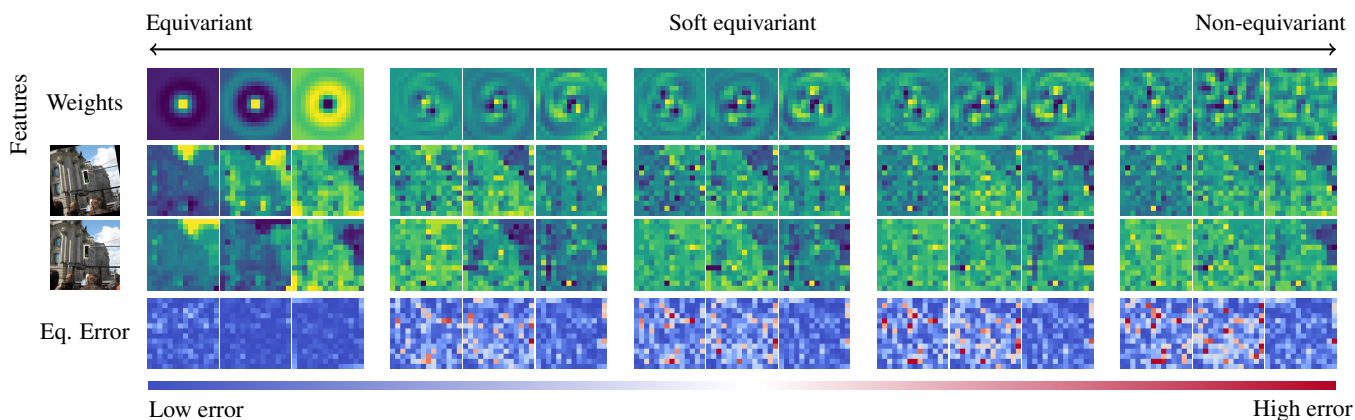 Equivariant Soft equivariant Non-equivariant
Features
Weights
Eq. Error
Low error High error